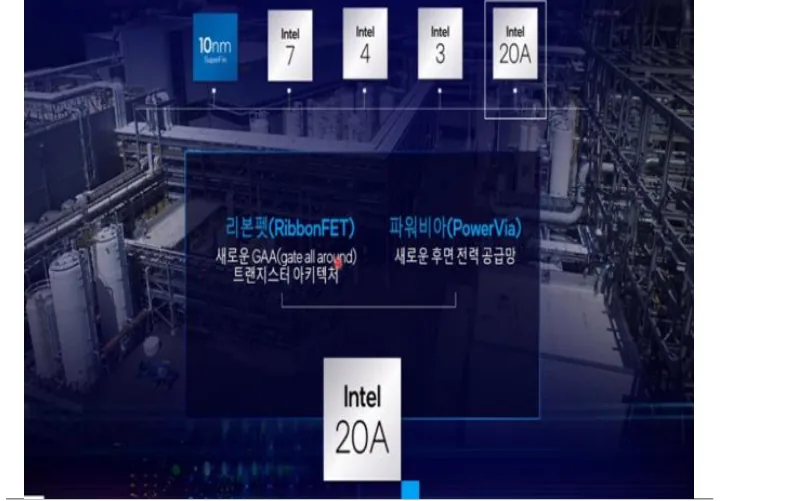 10nm
SuperFin
Intel
7
Intel
4
Intel
3
Intel
20A
리본펫(RibbonFET)
새로운 GAA(gate all around)
트랜지스터 아키텍처
파워비아(PowerVia)
새로운 후면 전력 공급망
Intel
20A